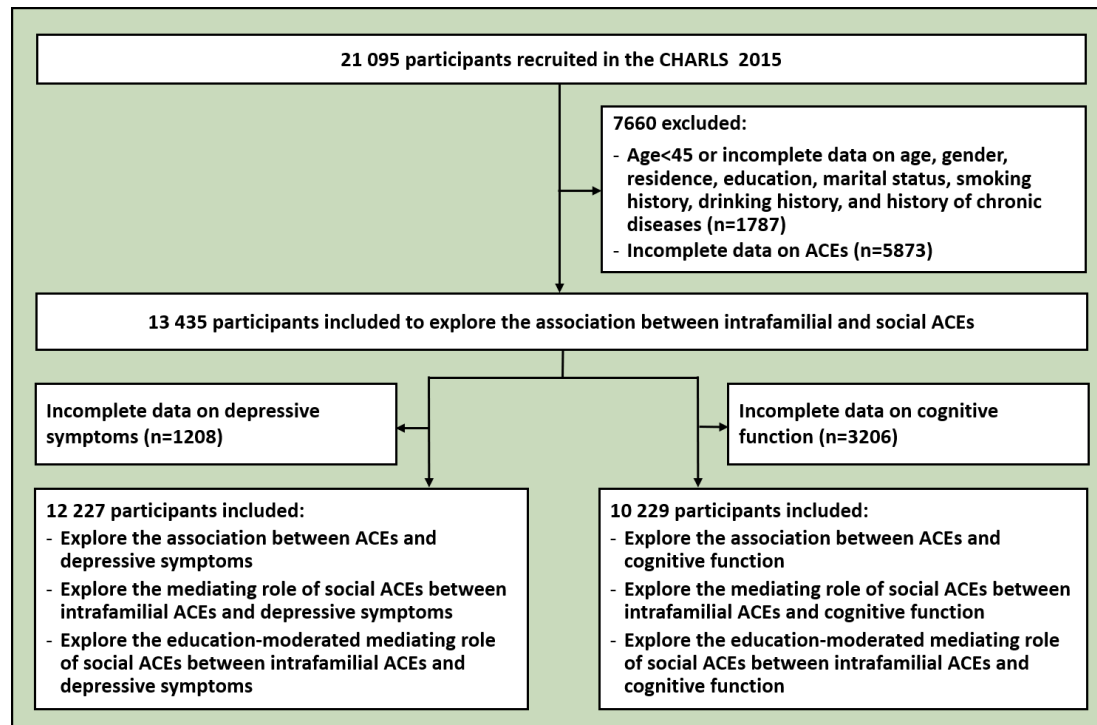 21 095 participants recruited in the CHARLS 2015
7660 excluded:
- Age<45 or incomplete data on age, gender,
residence, education, marital status, smoking
history, drinking history, and history of chronic
diseases (n=1787)
- Incomplete data on ACEs (n=5873)
13 435 participants included to explore the association between intrafamilial and social ACEs
Incomplete data on depressive
symptoms (n=1208)
Incomplete data on cognitive
function (n=3206)
12 227 participants included:
- Explore the association between ACEs and
depressive symptoms
- Explore the mediating role of social ACEs between
intrafamilial ACEs and depressive symptoms
- Explore the education-moderated mediating role
of social ACEs between intrafamilial ACEs and
depressive symptoms
10 229 participants included:
- Explore the association between ACEs and
cognitive function
- Explore the mediating role of social ACEs between
intrafamilial ACEs and cognitive function
- Explore the education-moderated mediating role
of social ACEs between intrafamilial ACEs and
cognitive function